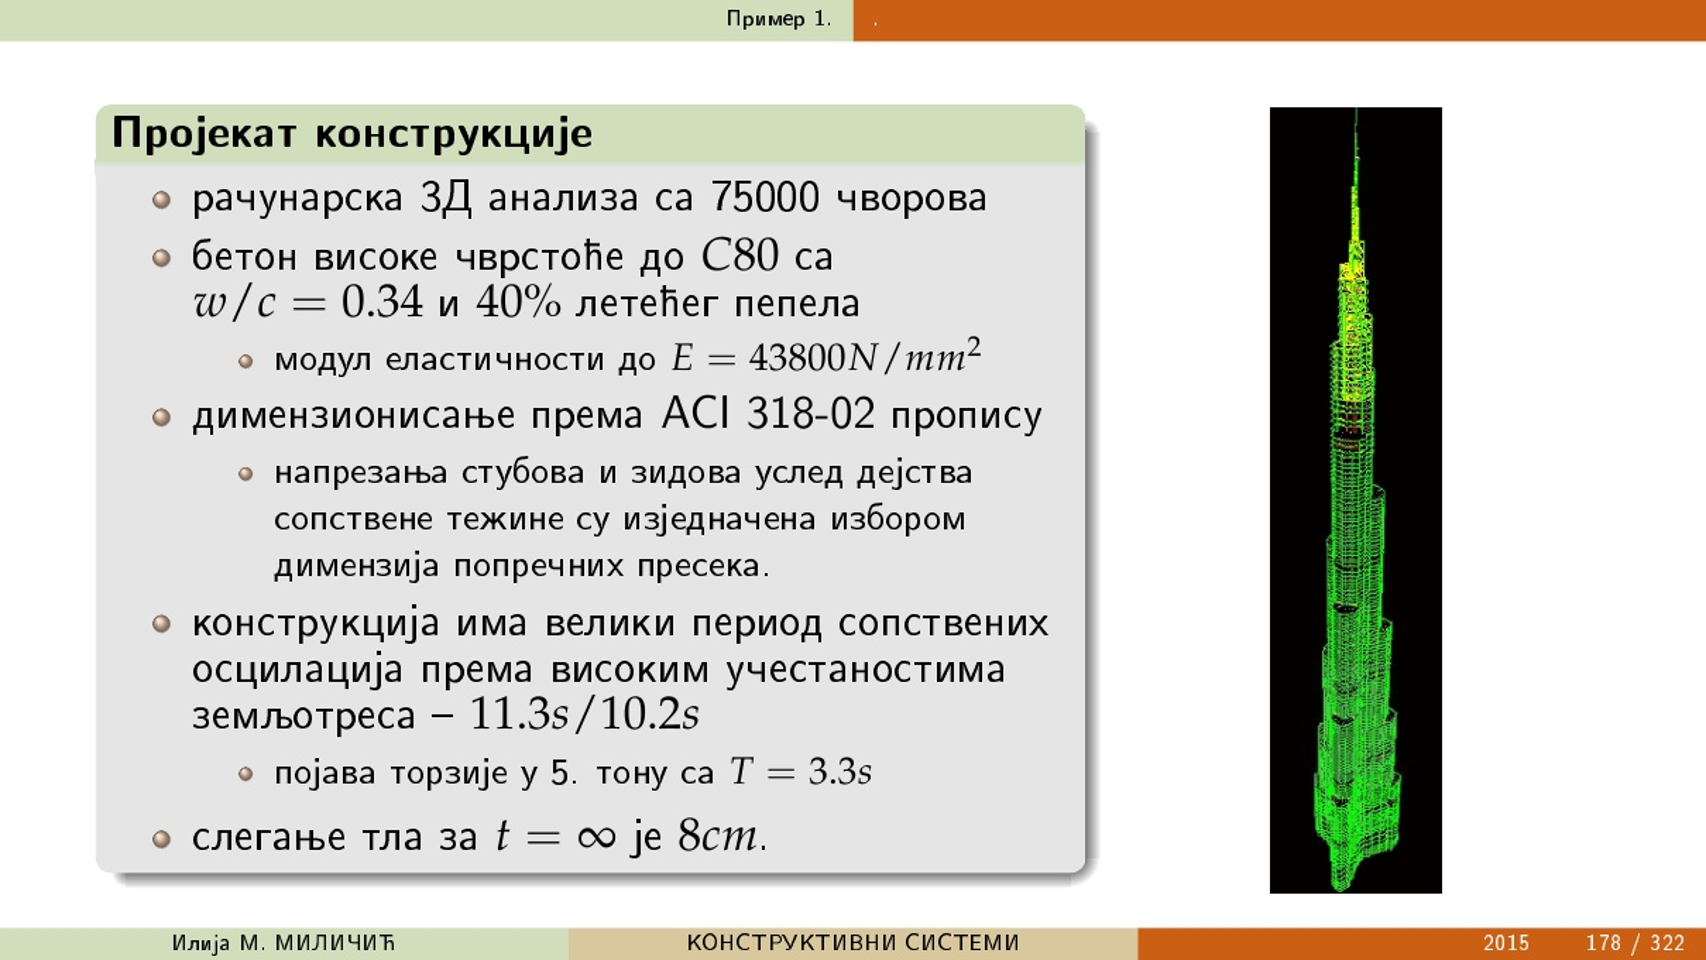 Пример 1.
.
Пројекат конструкције
рачунарска 3Д анализа са 75000 чворова
бетон високе чврстоће до C80 са
w/c = 0.34 и 40% летећег пепела
модул еластичности до E = 43800N/mm²
димензионисање према ACI 318-02 пропису
напрезања стубова и зидова услед дејства
сопствене тежине су изједначена избором
димензија попречних пресека.
конструкција има велики период сопствених
осцилација према високим учестаностима
земљотреса – 11.3s/10.2s
појава торзије у 5. тону са T = 3.3s
слегање тла за t = ∞ је 8cm.
Илија М. МИЛИЧИЋ
КОНСТРУКТИВНИ СИСТЕМИ
2015
178 / 322